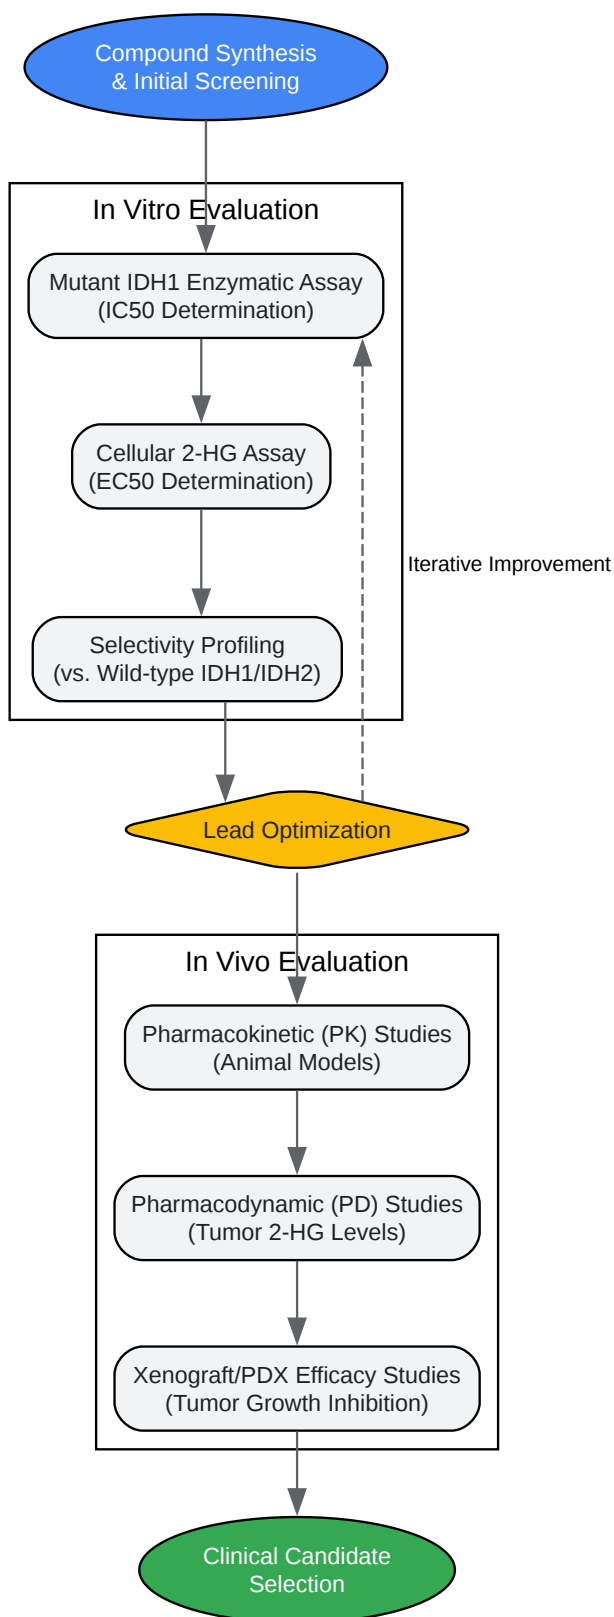 Compound Synthesis
& Initial Screening
In Vitro Evaluation
Mutant IDH1 Enzymatic Assay
(IC50 Determination)
Cellular 2-HG Assay
(EC50 Determination)
Iterative Improvement
Selectivity Profiling
(vs. Wild-type IDH1/IDH2)
Lead Optimization
In Vivo Evaluation
Pharmacokinetic (PK) Studies
(Animal Models)
Pharmacodynamic (PD) Studies
(Tumor 2-HG Levels)
Xenograft/PDX Efficacy Studies
(Tumor Growth Inhibition)
Clinical Candidate
Selection